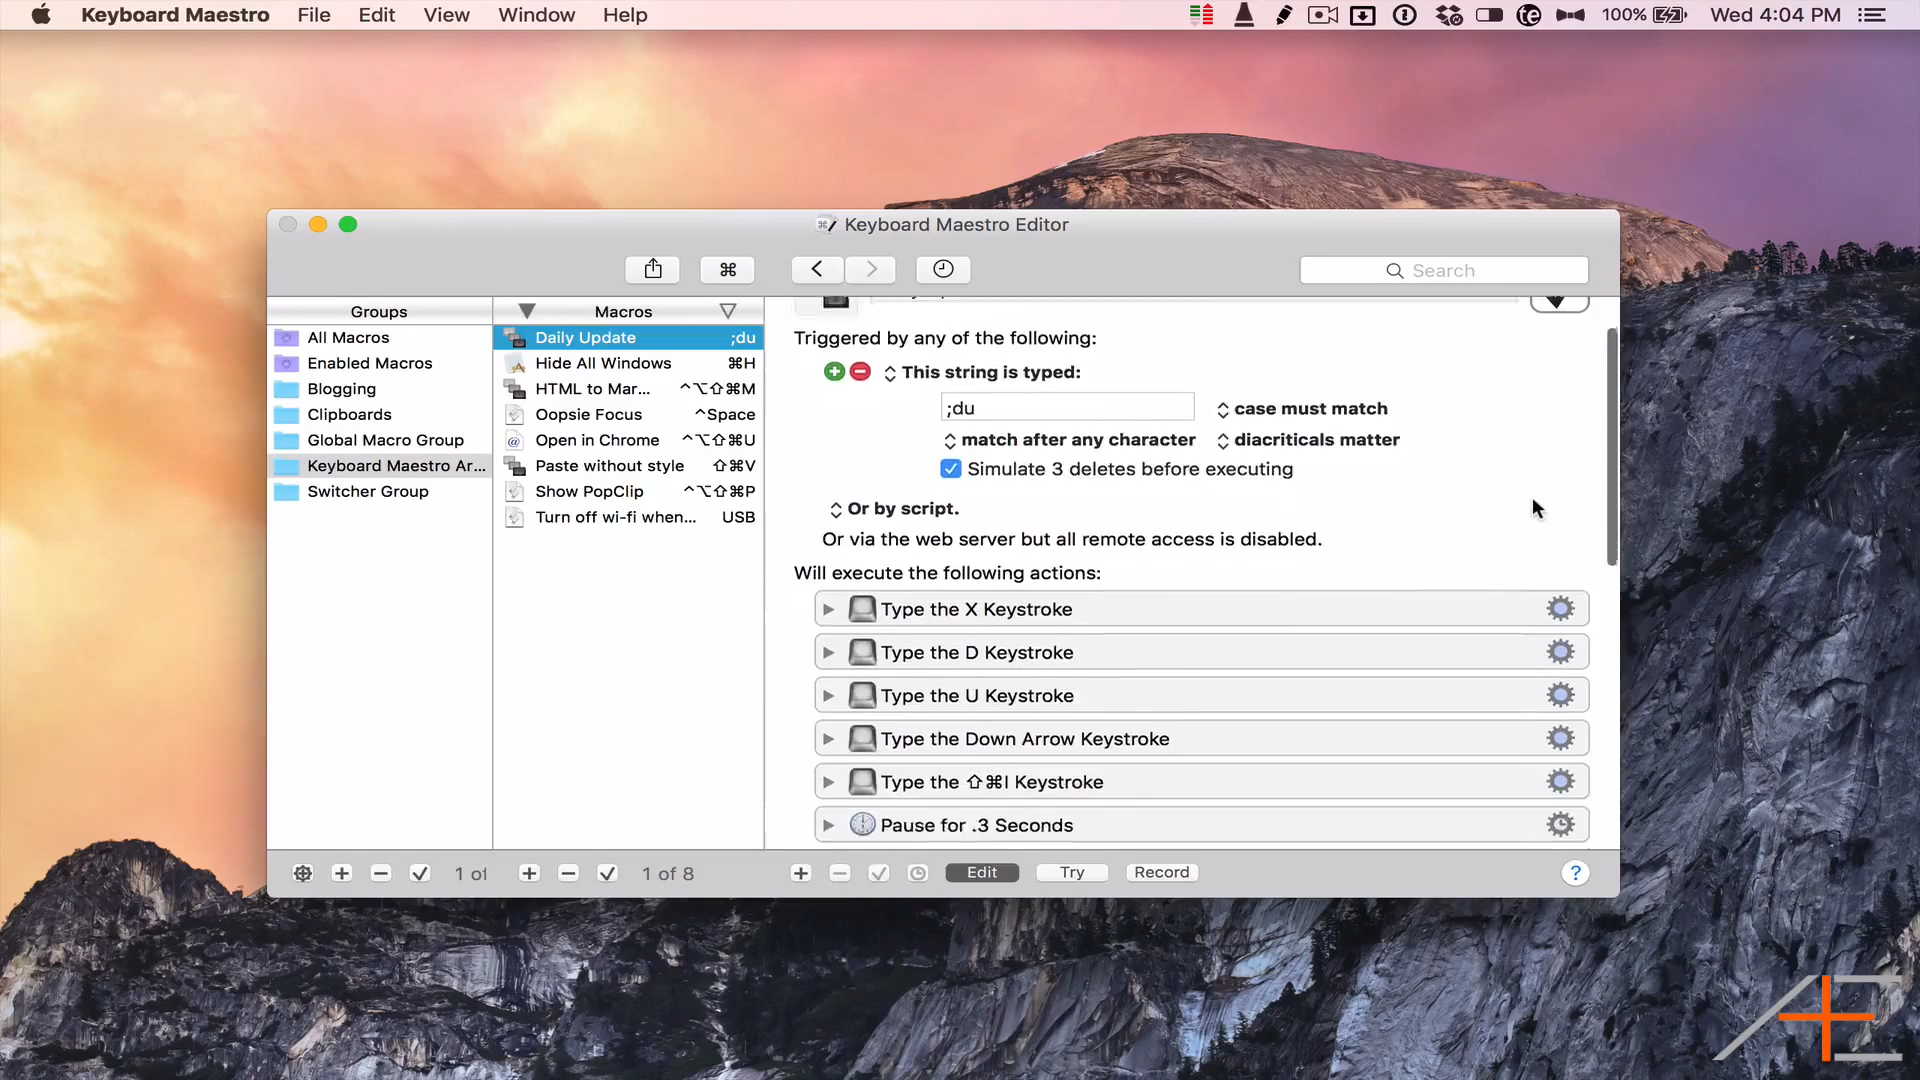 Keyboard Maestro File Edit View Window Help 100% Wed 4:04 PM
Keyboard Maestro Editor
Search
Groups
All Macros
Enabled Macros
Blogging
Clipboards
Global Macro Group
Keyboard Maestro Ar...
Switcher Group
Macros
Daily Update ;du
Hide All Windows ⌘H
HTML to Mar... ^⌥⇧⌘M
Oopsie Focus ^Space
Open in Chrome ^⌥⇧⌘U
Paste without style ⇧⌘V
Show PopClip ^⌥⇧⌘P
Turn off wi-fi when... USB
Triggered by any of the following:
This string is typed:
;du case must match
match after any character diacriticals matter
Simulate 3 deletes before executing
Or by script.
Or via the web server but all remote access is disabled.
Will execute the following actions:
Type the X Keystroke
Type the D Keystroke
Type the U Keystroke
Type the Down Arrow Keystroke
Type the ⇧⌘I Keystroke
Pause for .3 Seconds
1 of 1 of 8 Edit Try Record ?